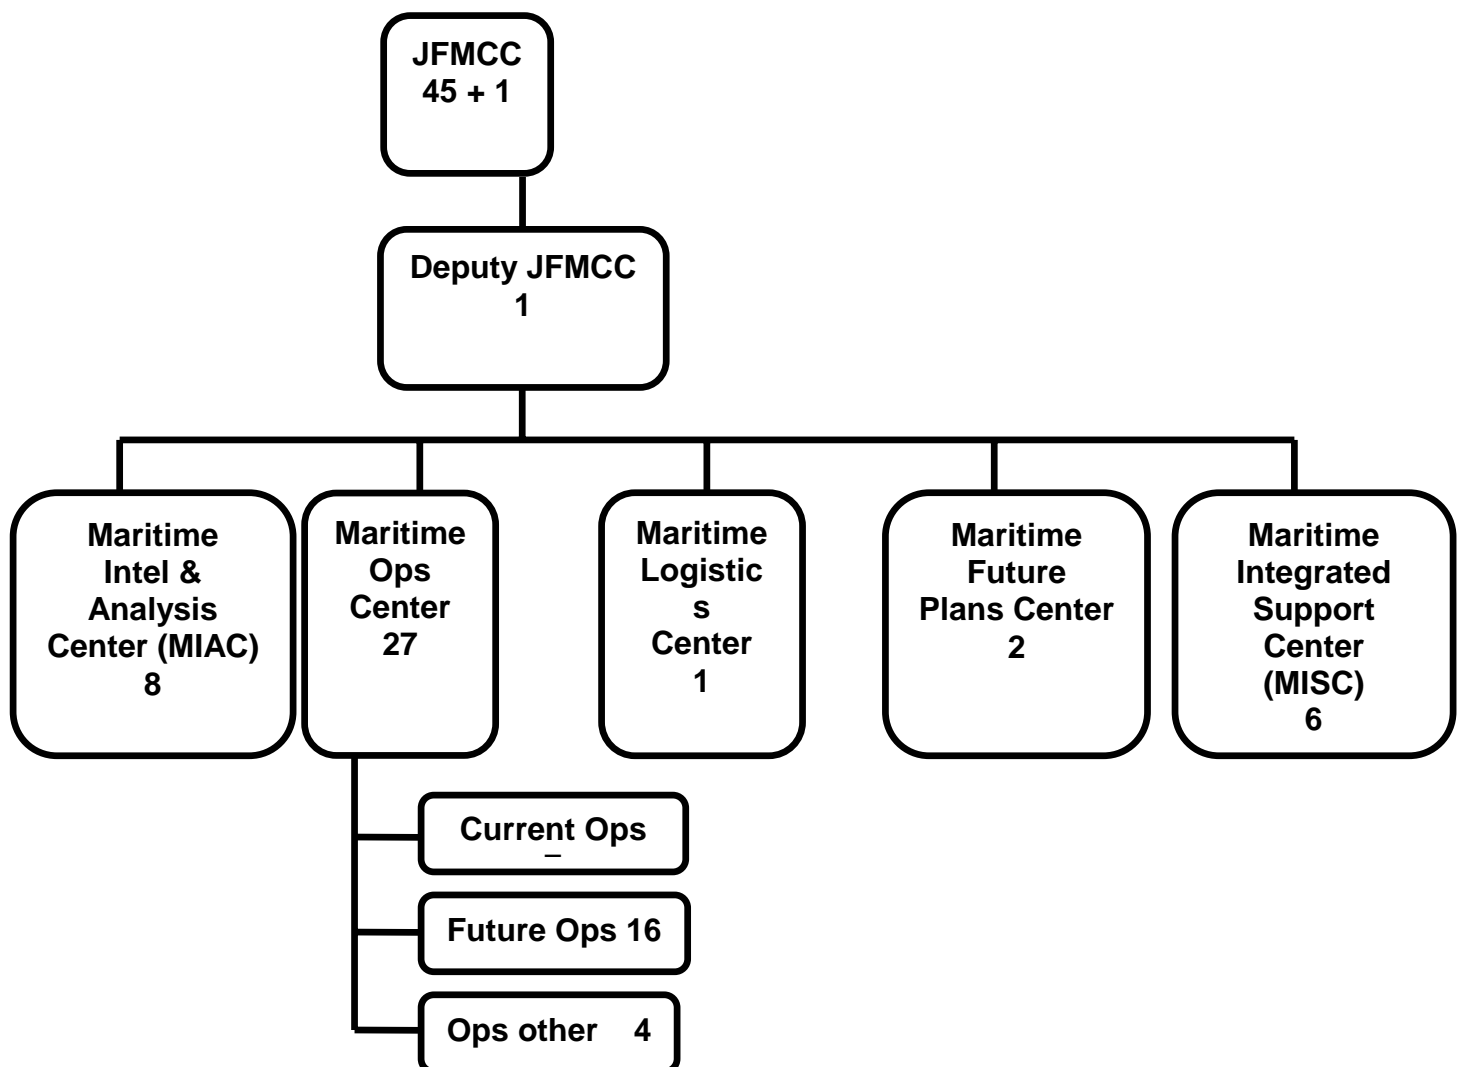 JFMCC
45 + 1
Deputy JFMCC
1
Maritime
Intel &
Analysis
Center (MIAC)
8
Maritime
Ops
Center
27
Maritime
Logistic
s
Center
1
Maritime
Future
Plans Center
2
Maritime
Integrated
Support
Center
(MISC)
6
Current Ops
Future Ops 16
Ops other 4